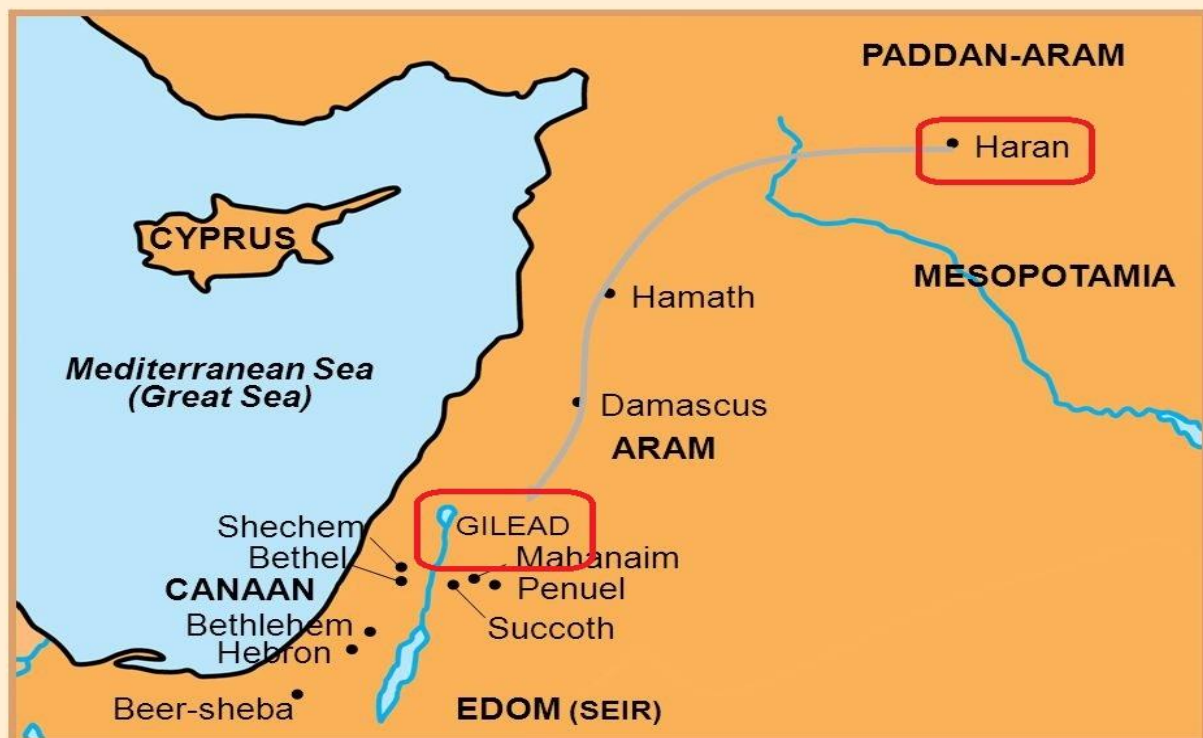 PADDAN-ARAM
Haran
CYPRUS
MESOPOTAMIA
Hamath
Mediterranean Sea
(Great Sea)
Damascus
ARAM
GILEAD
Shechem
Bethel
Mahanaim
CANAAN
Penuel
Bethlehem
Succoth
Hebron
Beer-sheba
EDOM (SEIR)